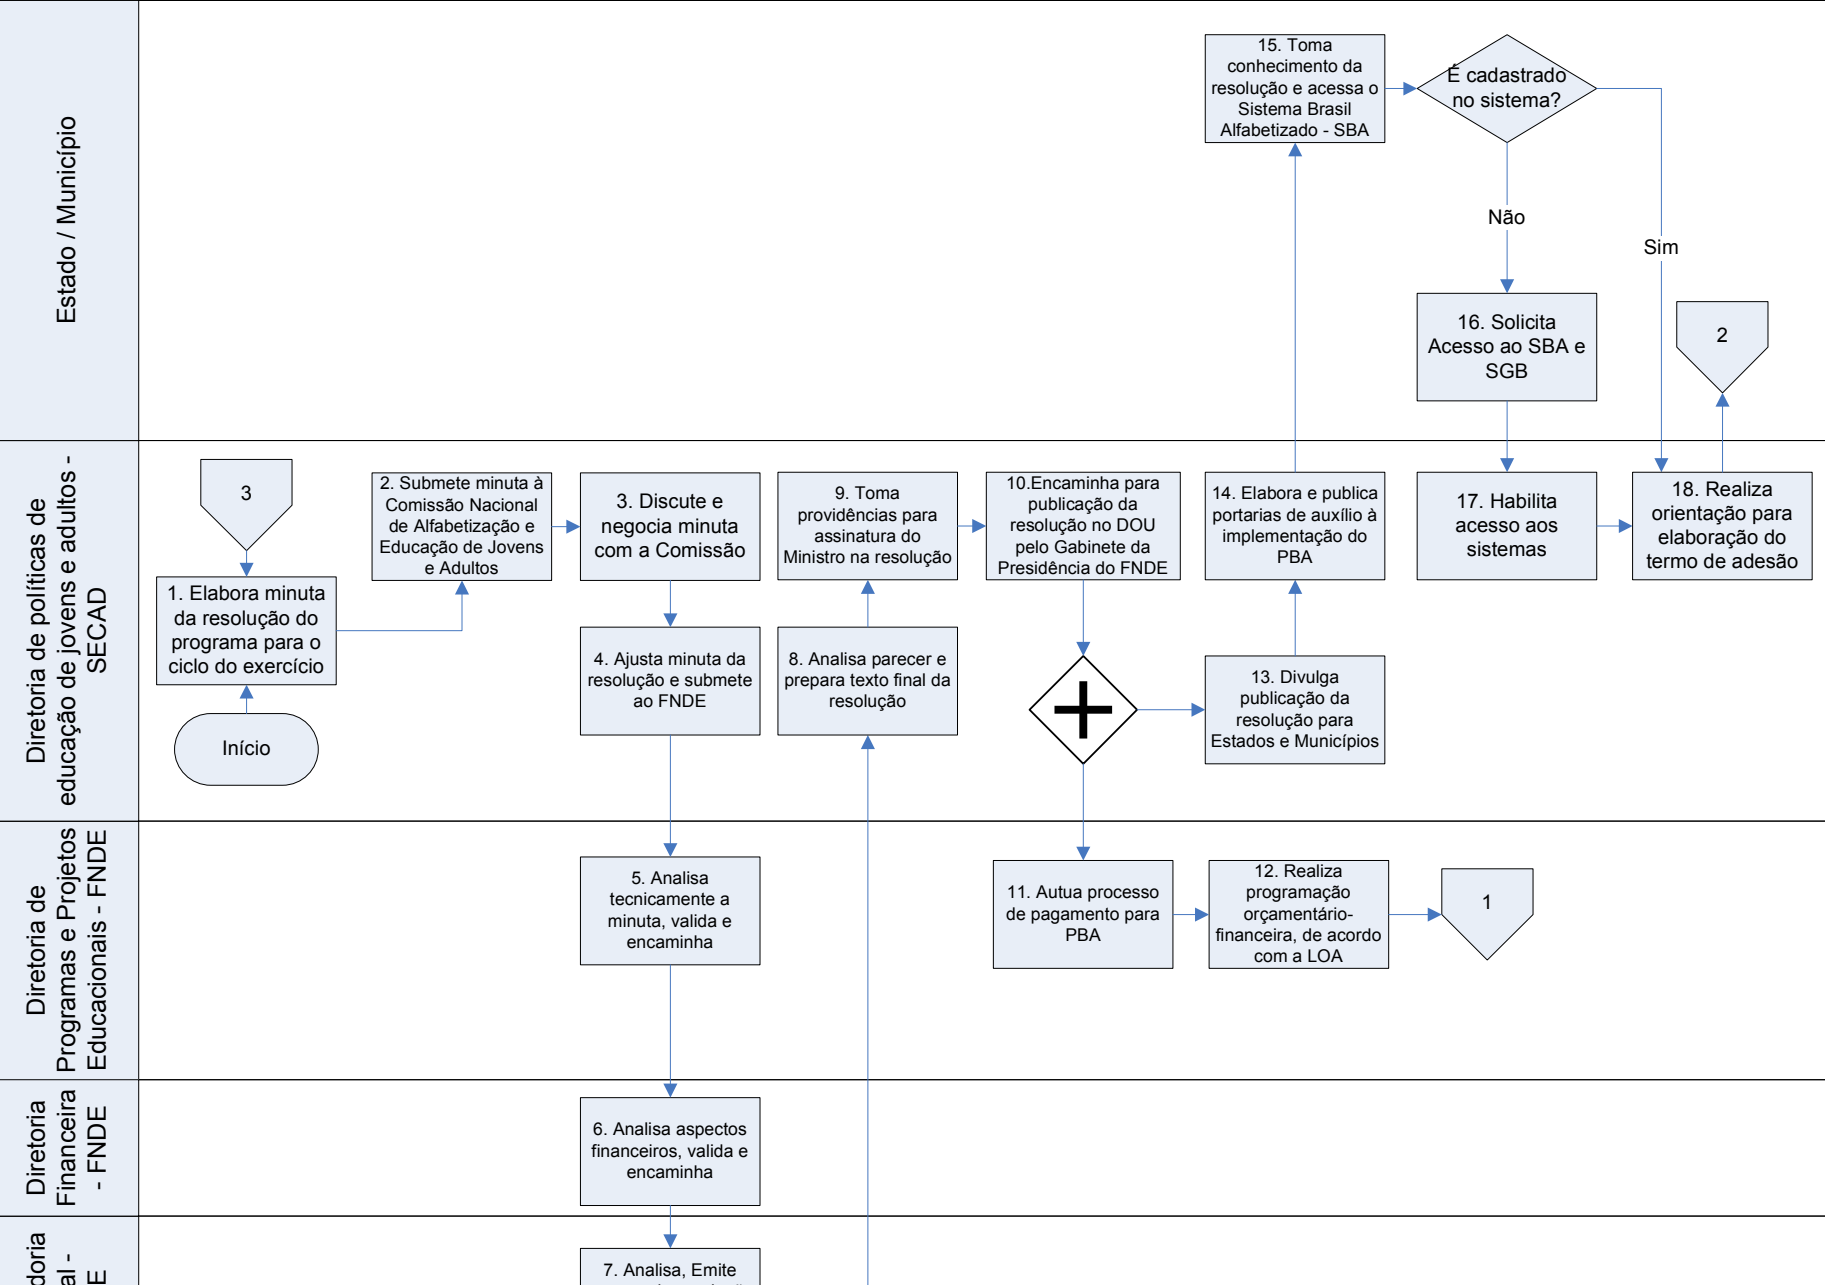 Estado / Município
15. Toma
conhecimento da
resolução e acessa o
Sistema Brasil
Alfabetizado - SBA
É cadastrado
no sistema?
Não
Sim
16. Solicita
Acesso ao SBA e
SGB
2
Diretoria de políticas de
educação de jovens e adultos -
SECAD
3
1. Elabora minuta
da resolução do
programa para o
ciclo do exercício
Início
2. Submete minuta à
Comissão Nacional
de Alfabetização e
Educação de Jovens
e Adultos
3. Discute e
negocia minuta
com a Comissão
4. Ajusta minuta da
resolução e submete
ao FNDE
9. Toma
providências para
assinatura do
Ministro na resolução
8. Analisa parecer e
prepara texto final da
resolução
10.Encaminha para
publicação da
resolução no DOU
pelo Gabinete da
Presidência do FNDE
14. Elabora e publica
portarias de auxílio à
implementação do
PBA
13. Divulga
publicação da
resolução para
Estados e Municípios
17. Habilita
acesso aos
sistemas
18. Realiza
orientação para
elaboração do
termo de adesão
Diretoria de
Programas e Projetos
Educacionais - FNDE
5. Analisa
tecnicamente a
minuta, valida e
encaminha
11. Autua processo
de pagamento para
PBA
12. Realiza
programação
orçamentário-
financeira, de acordo
com a LOA
1
Diretoria
Financeira
- FNDE
6. Analisa aspectos
financeiros, valida e
encaminha
7. Analisa, Emite